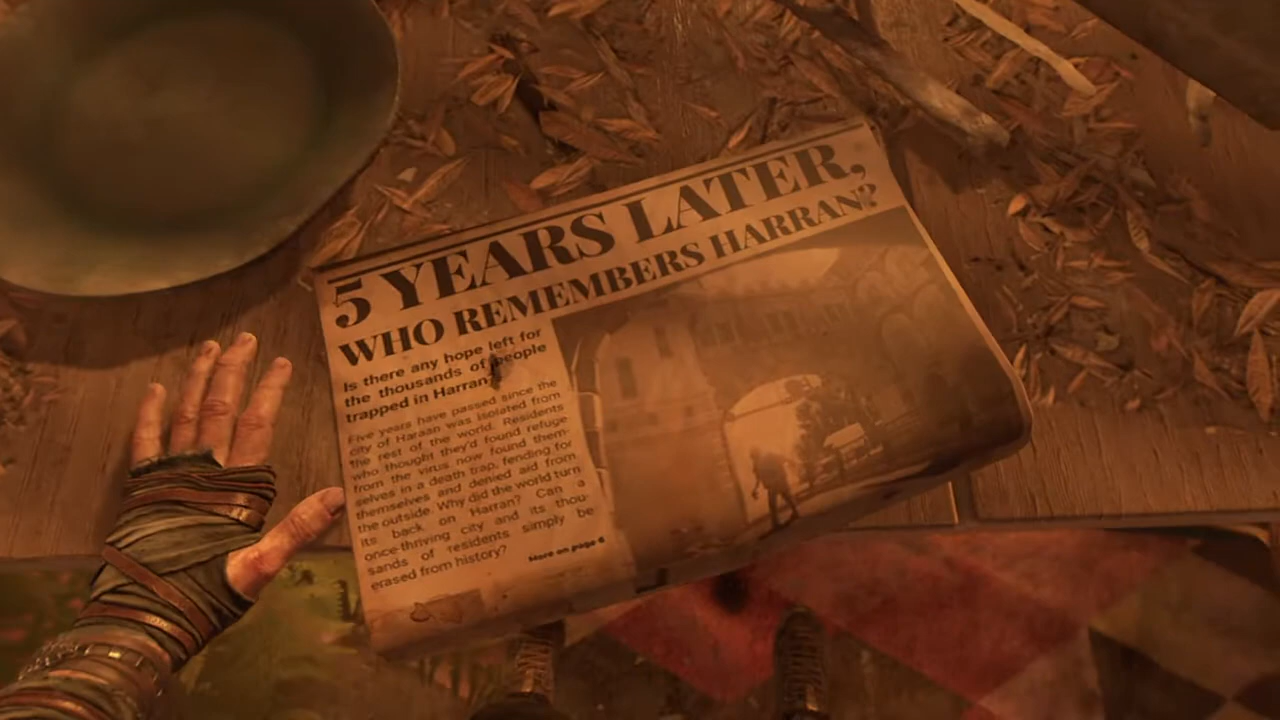 5 YEARS LATER,
WHO REMEMBERS HARRAN?
Is there any hope left for
the thousands of people
trapped in Harran?
Five years have passed since the
city of Haraan was isolated from
the rest of the world. Residents
who thought they'd found refuge
from the virus now found them-
selves in a death trap, fending for
themselves and denied aid from
the outside. Why did the world turn
its back on Harran? Can a
once-thriving city and its thou-
sands of residents simply be
erased from history?
More on page 6